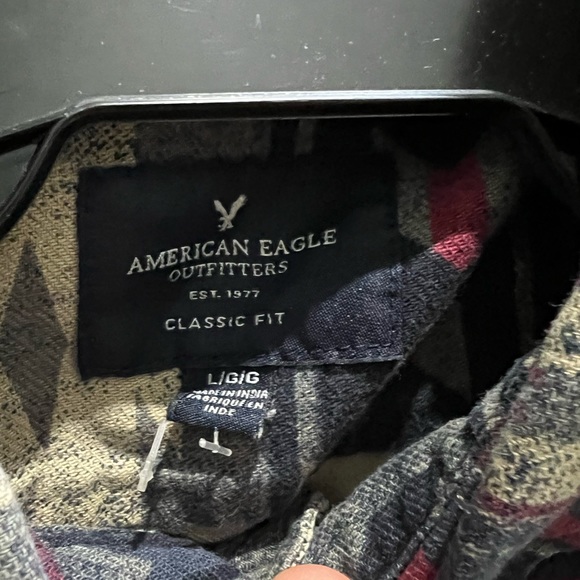 AMERICAN EAGLE
OUTFITTERS
EST. 1977
CLASSIC FIT
L/G/G
MADE IN INDIA
FABRIQUE EN
INDE